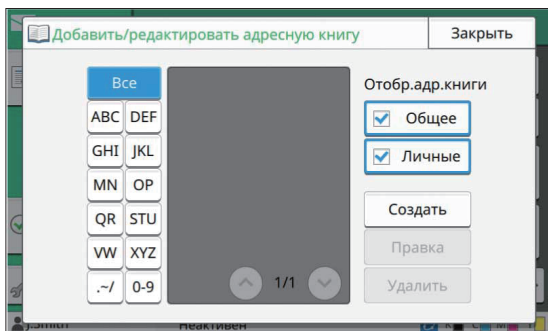 Добавить/редактировать адресную книгу
Закрыть
Все
Отобр.адр.книги
ABC DEF
Общее
GHI JKL
Личные
MN OP
QR STU
Создать
VW XYZ
Правка
.~/ 0-9
1/1
Удалить
J.Smith
Неактивен
K C M Y